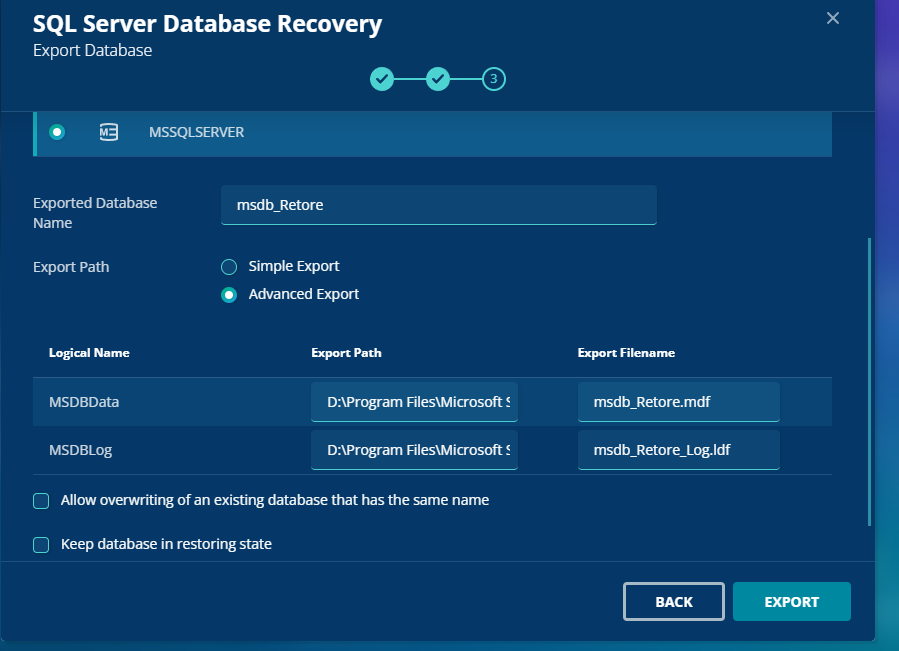 SQL Server Database Recovery
Export Database
3
MSSQLSERVER
Exported Database
Name
msdb_Retore
Export Path
Simple Export
Advanced Export
Logical Name Export Path Export Filename
MSDBData D:\Program Files\Microsoft S msdb_Retore.mdf
MSDBLog D:\Program Files\Microsoft S msdb_Retore_Log.ldf
Allow overwriting of an existing database that has the same name
Keep database in restoring state
BACK EXPORT